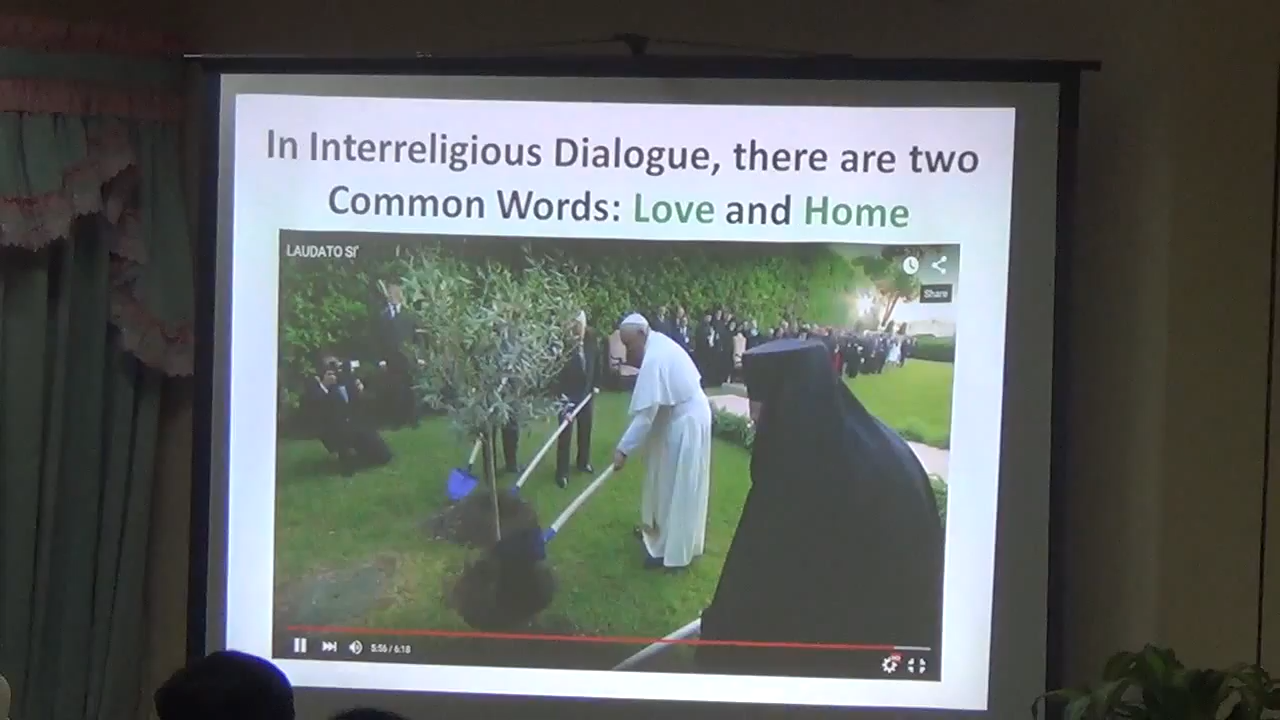 In Interreligious Dialogue, there are two
Common Words: Love and Home
LAUDATO SI'
Share
5:56 / 6:18